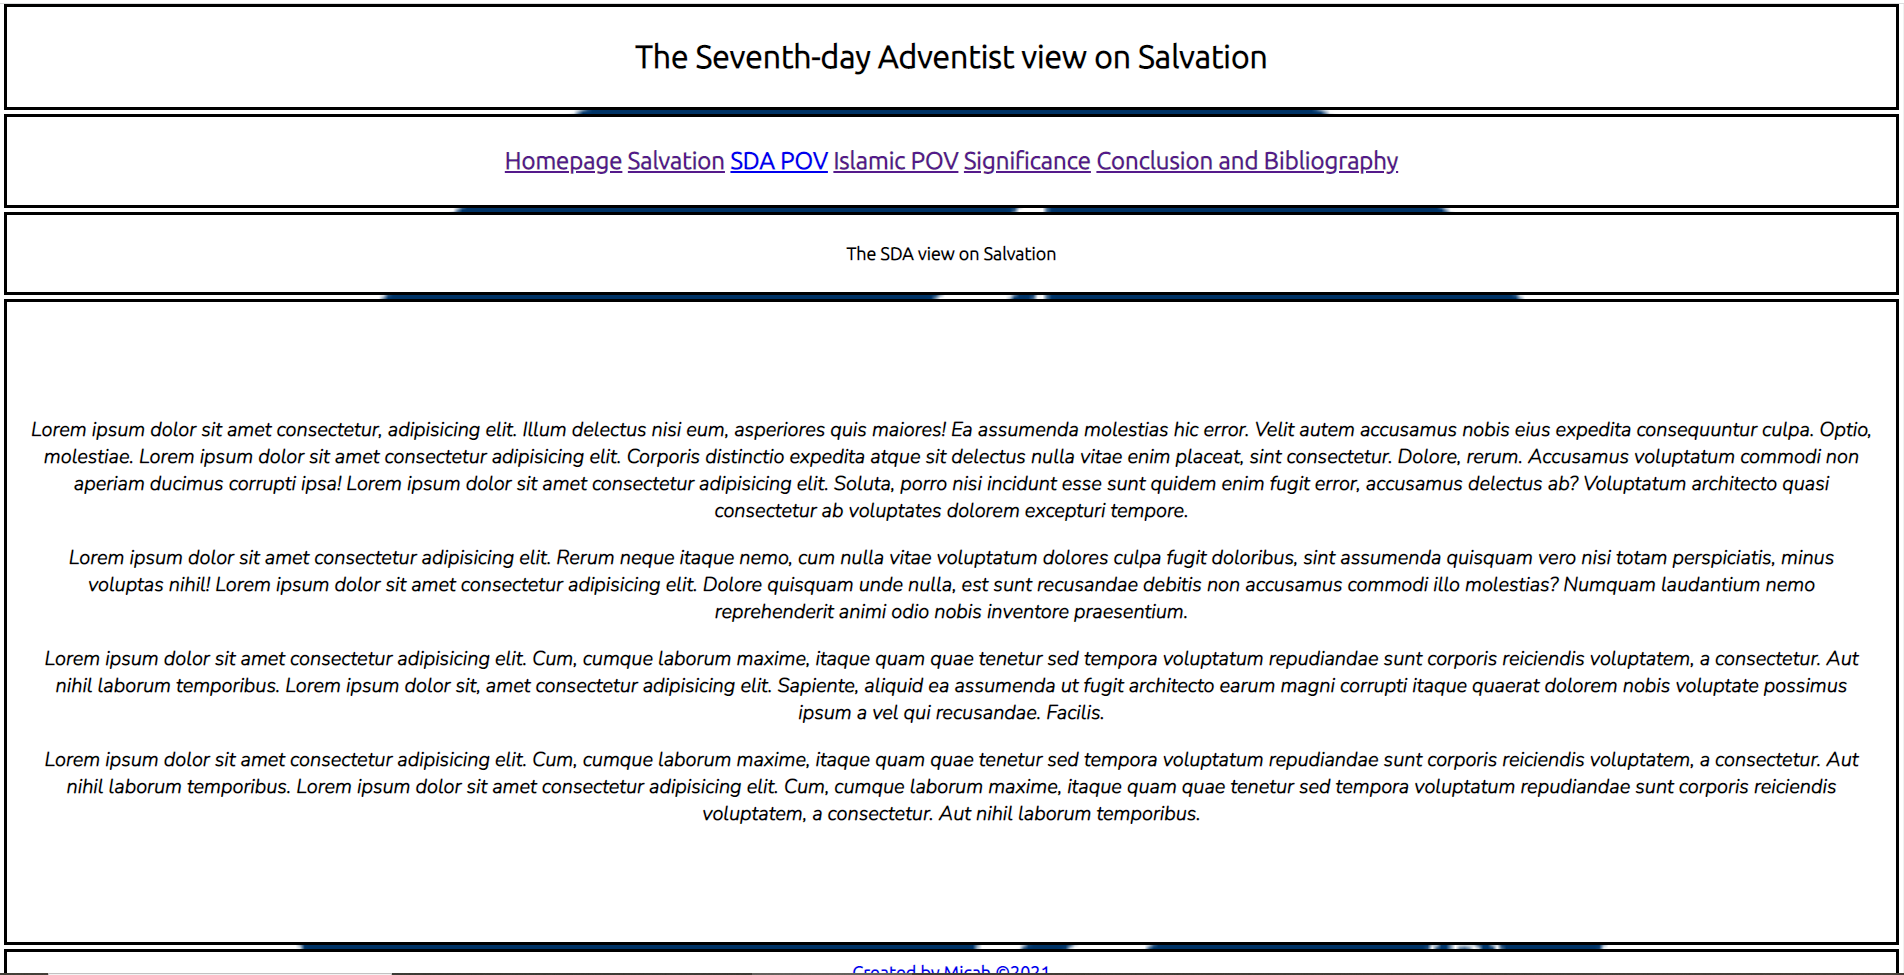 The Seventh-day Adventist view on Salvation
Homepage Salvation SDA POV Islamic POV Significance Conclusion and Bibliography
The SDA view on Salvation
Lorem ipsum dolor sit amet consectetur, adipisicing elit. Illum delectus nisi eum, asperiores quis maiores! Ea assumenda molestias hic error. Velit autem accusamus nobis eius expedita consequuntur culpa. Optio,
molestiae. Lorem ipsum dolor sit amet consectetur adipisicing elit. Corporis distinctio expedita atque sit delectus nulla vitae enim placeat, sint consectetur. Dolore, rerum. Accusamus voluptatum commodi non
aperiam ducimus corrupti ipsa! Lorem ipsum dolor sit amet consectetur adipisicing elit. Soluta, porro nisi incidunt esse sunt quidem enim fugit error, accusamus delectus ab? Voluptatum architecto quasi
consectetur ab voluptates dolorem excepturi tempore.
Lorem ipsum dolor sit amet consectetur adipisicing elit. Rerum neque itaque nemo, cum nulla vitae voluptatum dolores culpa fugit doloribus, sint assumenda quisquam vero nisi totam perspiciatis, minus
voluptas nihil! Lorem ipsum dolor sit amet consectetur adipisicing elit. Dolore quisquam unde nulla, est sunt recusandae debitis non accusamus commodi illo molestias? Numquam laudantium nemo
reprehenderit animi odio nobis inventore praesentium.
Lorem ipsum dolor sit amet consectetur adipisicing elit. Cum, cumque laborum maxime, itaque quam quae tenetur sed tempora voluptatum repudiandae sunt corporis reiciendis voluptatem, a consectetur. Aut
nihil laborum temporibus. Lorem ipsum dolor sit, amet consectetur adipisicing elit. Sapiente, aliquid ea assumenda ut fugit architecto earum magni corrupti itaque quaerat dolorem nobis voluptate possimus
ipsum a vel qui recusandae. Facilis.
Lorem ipsum dolor sit amet consectetur adipisicing elit. Cum, cumque laborum maxime, itaque quam quae tenetur sed tempora voluptatum repudiandae sunt corporis reiciendis voluptatem, a consectetur. Aut
nihil laborum temporibus. Lorem ipsum dolor sit amet consectetur adipisicing elit. Cum, cumque laborum maxime, itaque quam quae tenetur sed tempora voluptatum repudiandae sunt corporis reiciendis
voluptatem, a consectetur. Aut nihil laborum temporibus.
Created by Micah ©2021